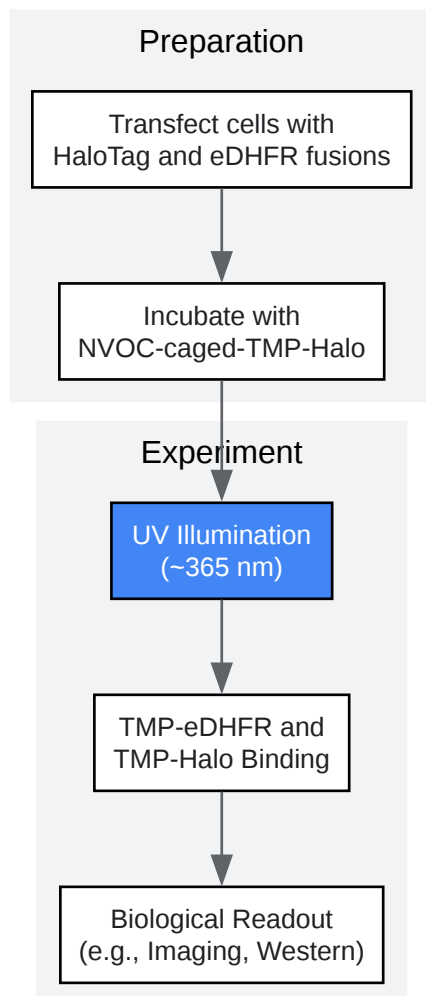 Preparation
Transfect cells with
HaloTag and eDHFR fusions
Incubate with
NVOC-caged-TMP-Halo
Experiment
UV Illumination
(~365 nm)
TMP-eDHFR and
TMP-Halo Binding
Biological Readout
(e.g., Imaging, Western)